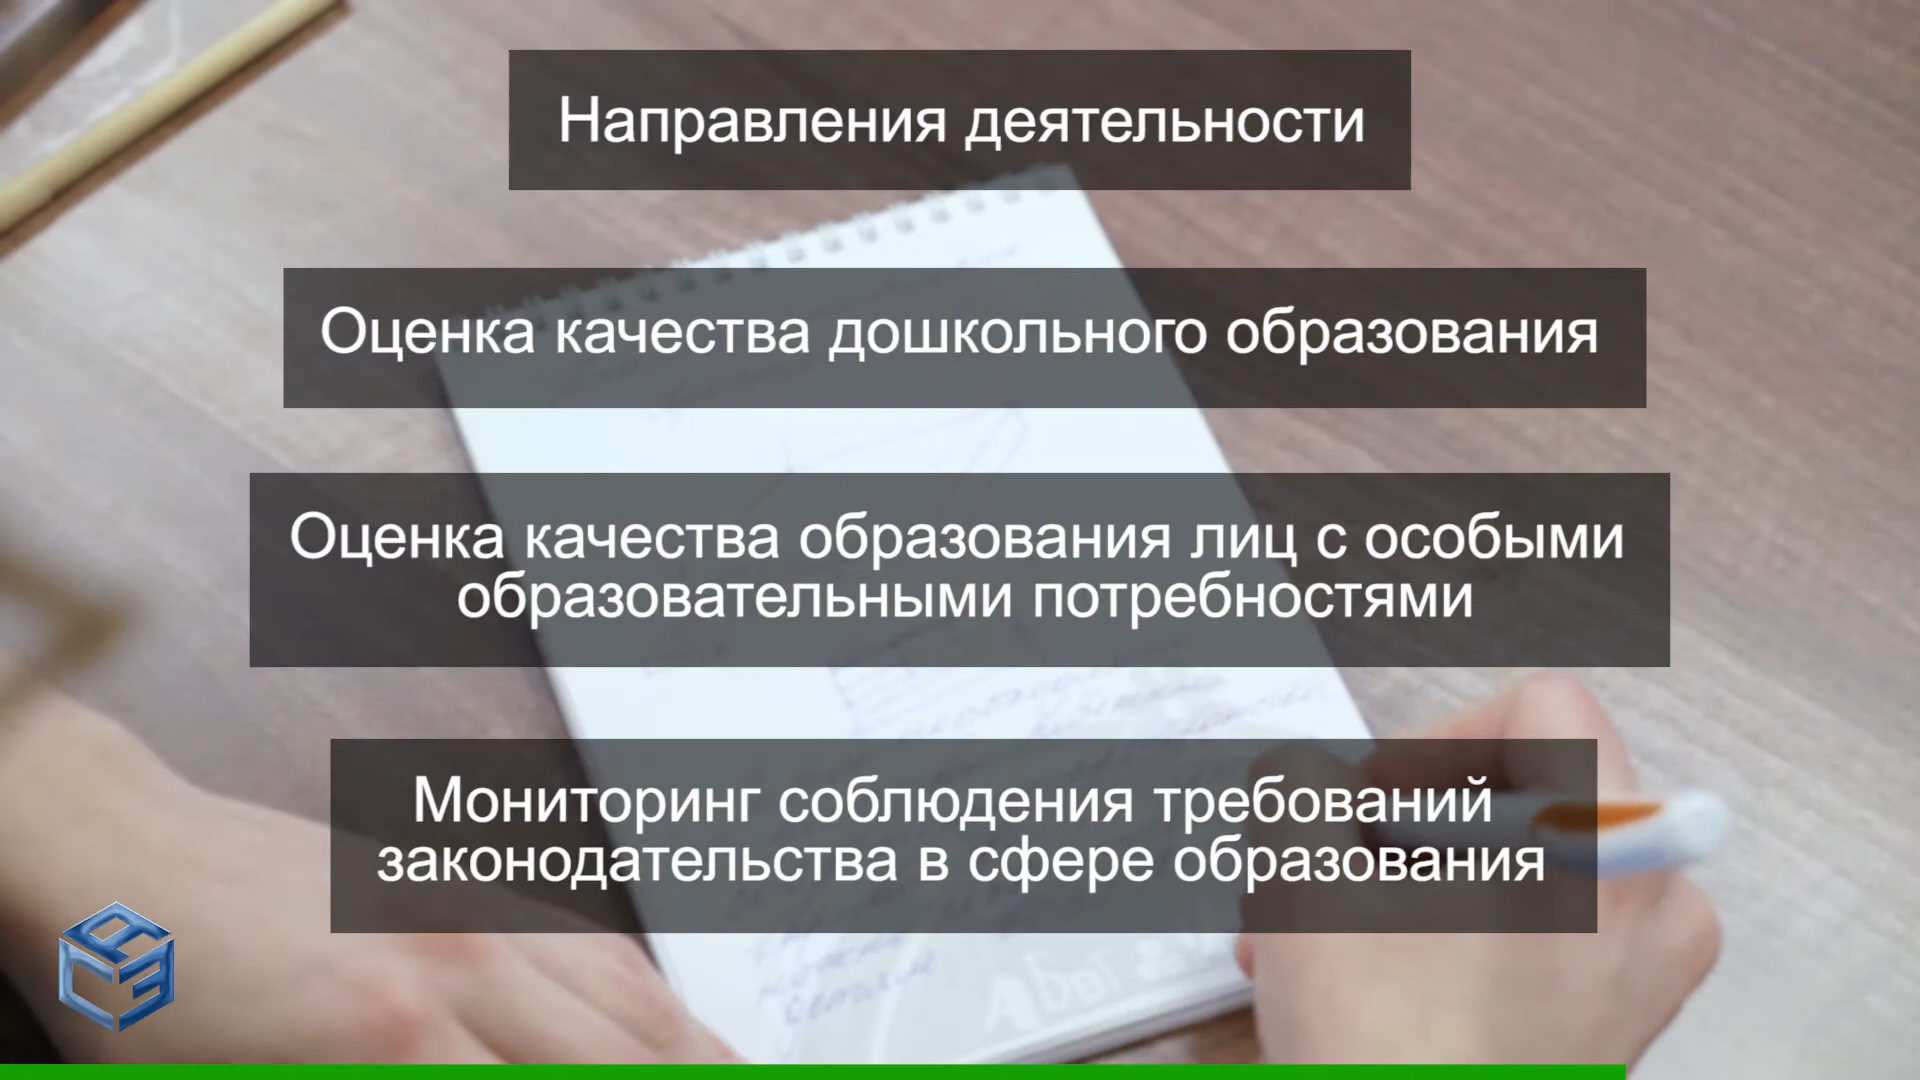 Направления деятельности
Оценка качества дошкольного образования
Оценка качества образования лиц с особыми
образовательными потребностями
Мониторинг соблюдения требований
законодательства в сфере образования